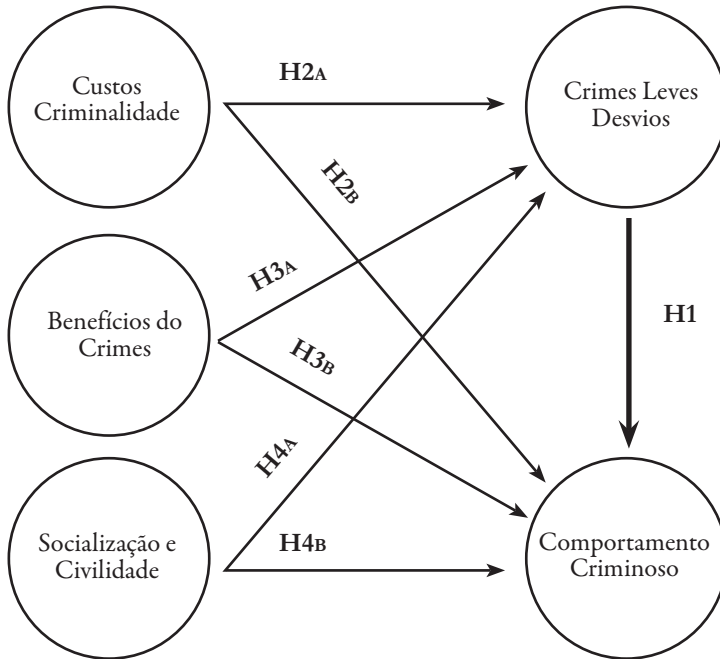 Custos
Criminalidade
H2A
Crimes Leves
Desvios
H2B
H3A
Benefícios do
Crimes
H1
H3B
H4A
Socialização e
Civilidade
H4B
Comportamento
Criminoso